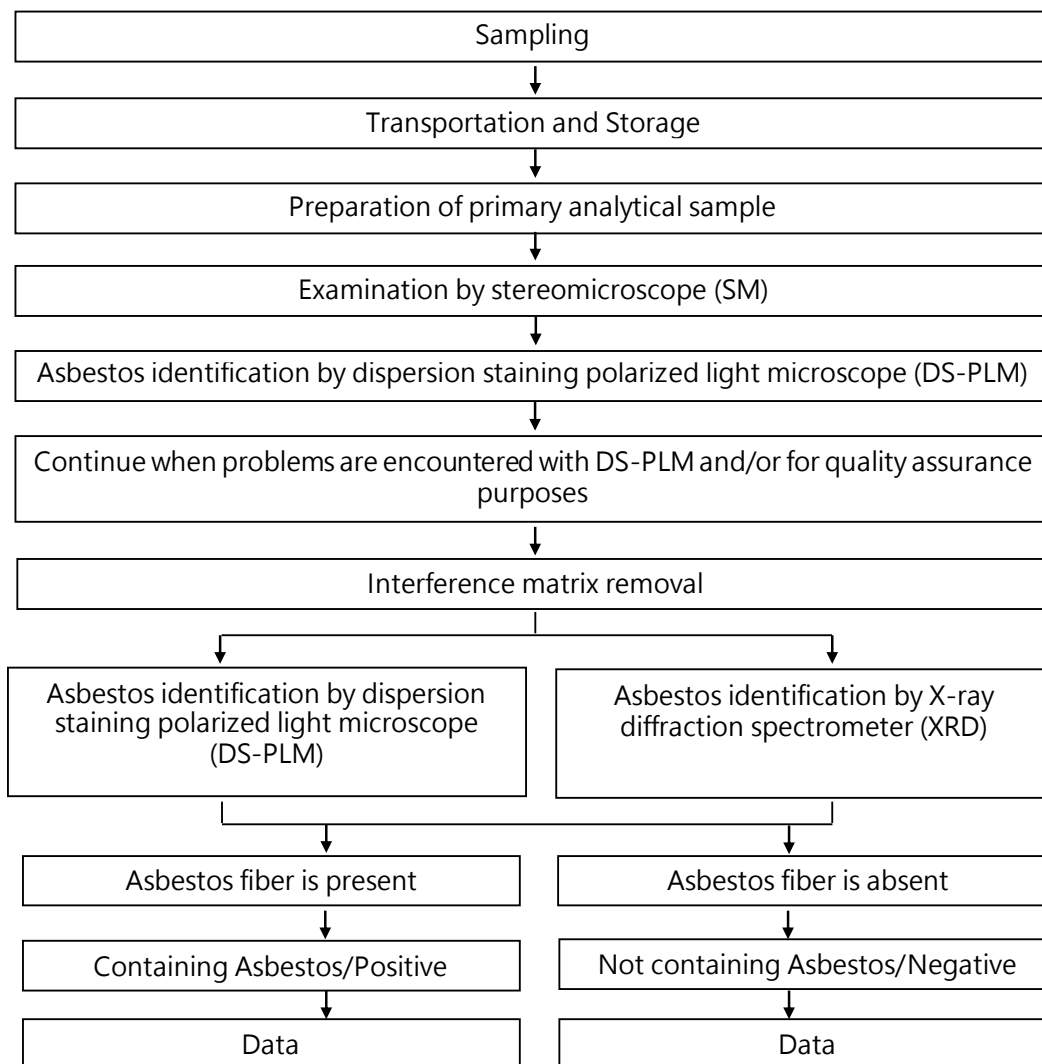 Sampling
Transportation and Storage
Preparation of primary analytical sample
Examination by stereomicroscope (SM)
Asbestos identification by dispersion staining polarized light microscope (DS-PLM)
Continue when problems are encountered with DS-PLM and/or for quality assurance
purposes
Interference matrix removal
Asbestos identification by dispersion
staining polarized light microscope
(DS-PLM)
Asbestos identification by X-ray
diffraction spectrometer (XRD)
Asbestos fiber is present
Asbestos fiber is absent
Containing Asbestos/Positive
Not containing Asbestos/Negative
Data
Data